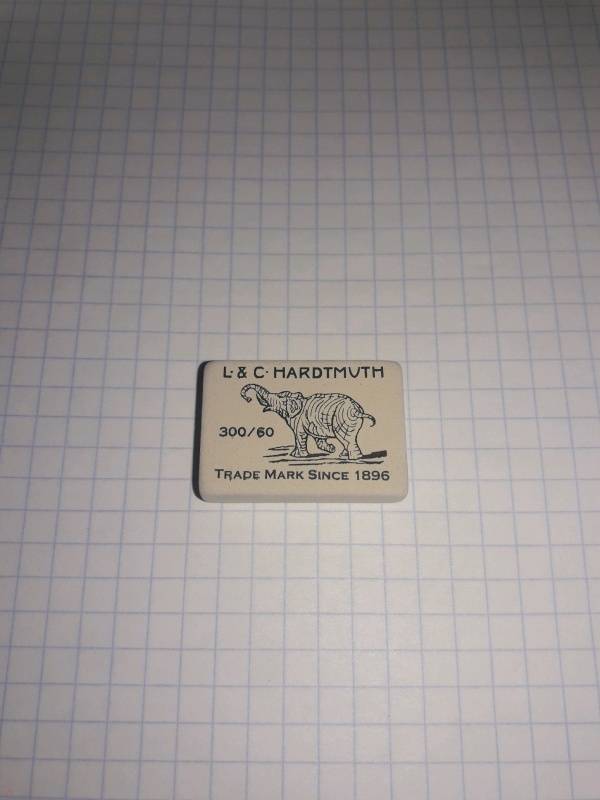 L. & C. HARDTMUTH
300/60
TRADE MARK SINCE 1896